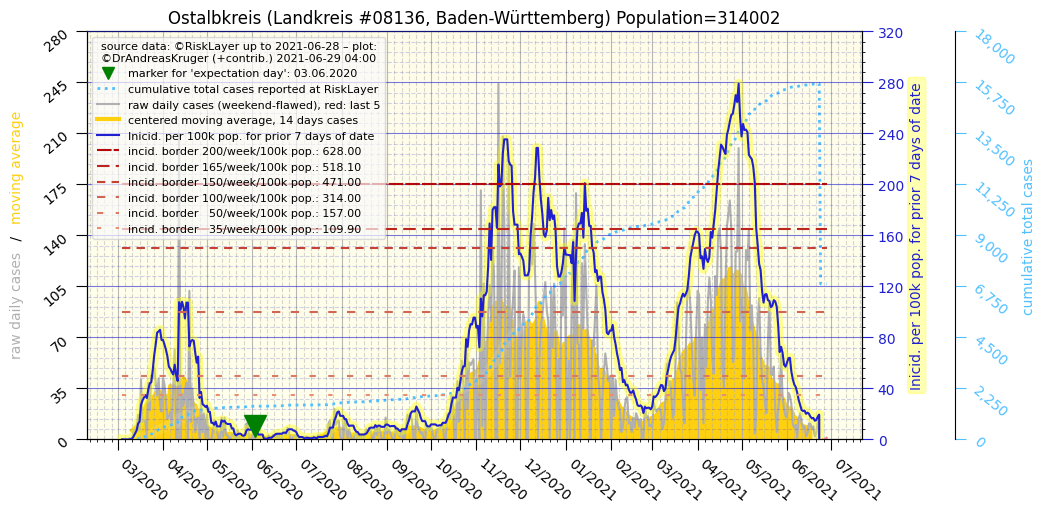 Ostalbkreis (Landkreis #08136, Baden-Württemberg) Population=314002
source data: ©RiskLayer up to 2021-06-28 – plot:
©DrAndreasKruger (+contrib.) 2021-06-29 04:00
marker for 'expectation day': 03.06.2020
cumulative total cases reported at RiskLayer
raw daily cases (weekend-flawed), red: last 5
centered moving average, 14 days cases
Inicid. per 100k pop. for prior 7 days of date
incid. border 200/week/100k pop.: 628.00
incid. border 165/week/100k pop.: 518.10
incid. border 150/week/100k pop.: 471.00
incid. border 100/week/100k pop.: 314.00
incid. border   50/week/100k pop.: 157.00
incid. border   35/week/100k pop.: 109.90
raw daily cases / moving average
280
245
210
175
140
105
70
35
0
03/2020
04/2020
05/2020
06/2020
07/2020
08/2020
09/2020
10/2020
11/2020
12/2020
01/2021
02/2021
03/2021
04/2021
05/2021
06/2021
07/2021
320
280
240
200
160
120
80
40
0
Inicid. per 100k pop. for prior 7 days of date
18,000
15,750
13,500
11,250
9,000
6,750
4,500
2,250
0
cumulative total cases